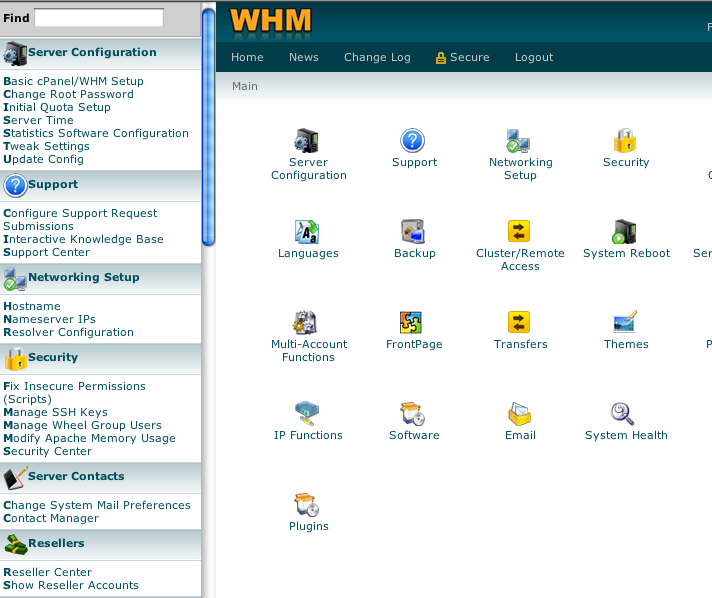 Find
Server Configuration
Basic cPanel/WHM Setup
Change Root Password
Initial Quota Setup
Server Time
Statistics Software Configuration
Tweak Settings
Update Config
Support
Configure Support Request
Submissions
Interactive Knowledge Base
Support Center
Networking Setup
Hostname
Nameserver IPs
Resolver Configuration
Security
Fix Insecure Permissions
(Scripts)
Manage SSH Keys
Manage Wheel Group Users
Modify Apache Memory Usage
Security Center
Server Contacts
Change System Mail Preferences
Contact Manager
Resellers
Reseller Center
Show Reseller Accounts
WHM
Home News Change Log Secure Logout
Main
Server Support Networking Security
Configuration Setup
Languages Backup Cluster/Remote System Reboot Ser
Access
Multi-Account FrontPage Transfers Themes P
Functions
IP Functions Software Email System Health
Plugins